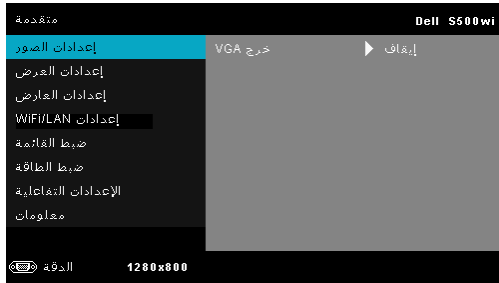 متقدمة
Dell S500wi
إعدادات الصور
خرج VGA
إيقاف
إعدادات العرض
إعدادات العارض
إعدادات WiFi/LAN
ضبط القائمة
ضبط الطاقة
الإعدادات التفاعلية
معلومات
الدقة
1280x800